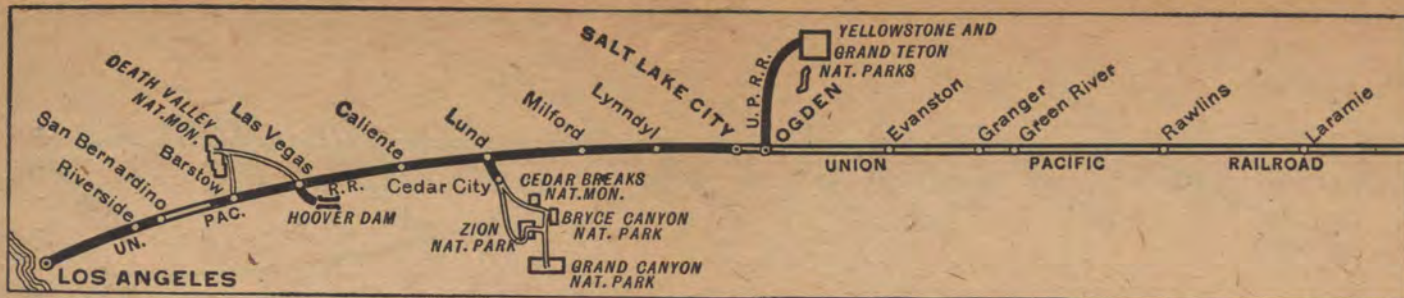 YELLOWSTONE AND
GRAND TETON
NAT. PARKS
SALT LAKE CITY
U. P. R. R.
OGDEN
Evanston
Granger
Green River
Rawlins
Laramie
UNION PACIFIC RAILROAD
DEATH VALLEY
NAT. MON.
Las Vegas
Caliente
Lund
Milford
Lynndyl
San Bernardino
Riverside
Barstow
UN. PAC. R.R.
HOOVER DAM
Cedar City
CEDAR BREAKS
NAT. MON.
BRYCE CANYON
NAT. PARK
ZION
NAT. PARK
GRAND CANYON
NAT. PARK
LOS ANGELES